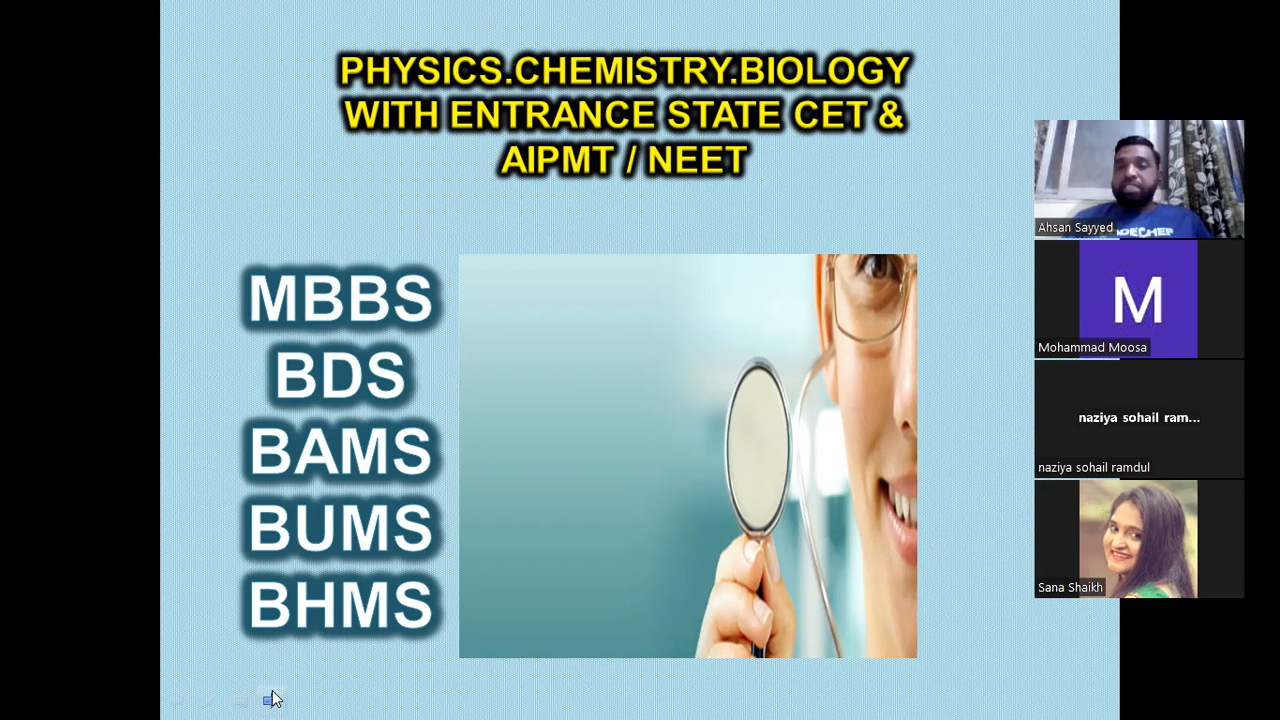 PHYSICS.CHEMISTRY.BIOLOGY
WITH ENTRANCE STATE CET &
AIPMT / NEET
MBBS
BDS
BAMS
BUMS
BHMS
Ahsan Sayyed
M
Mohammad Moosa
naziya sohail ram...
naziya sohail ramdul
Sana Shaikh